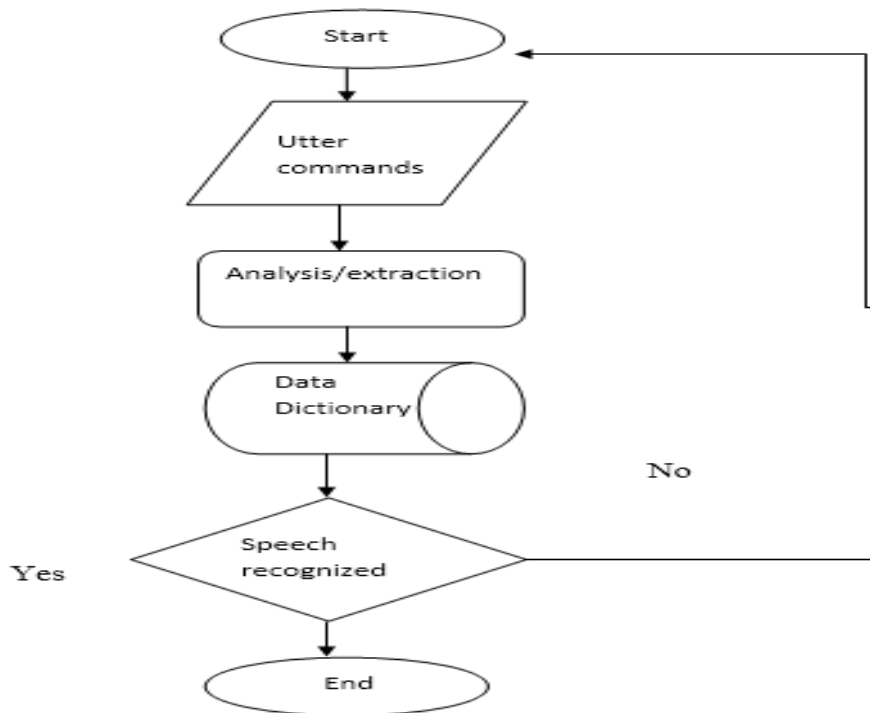 Start
Utter
commands
Analysis/extraction
Data
Dictionary
No
Speech
recognized
Yes
End